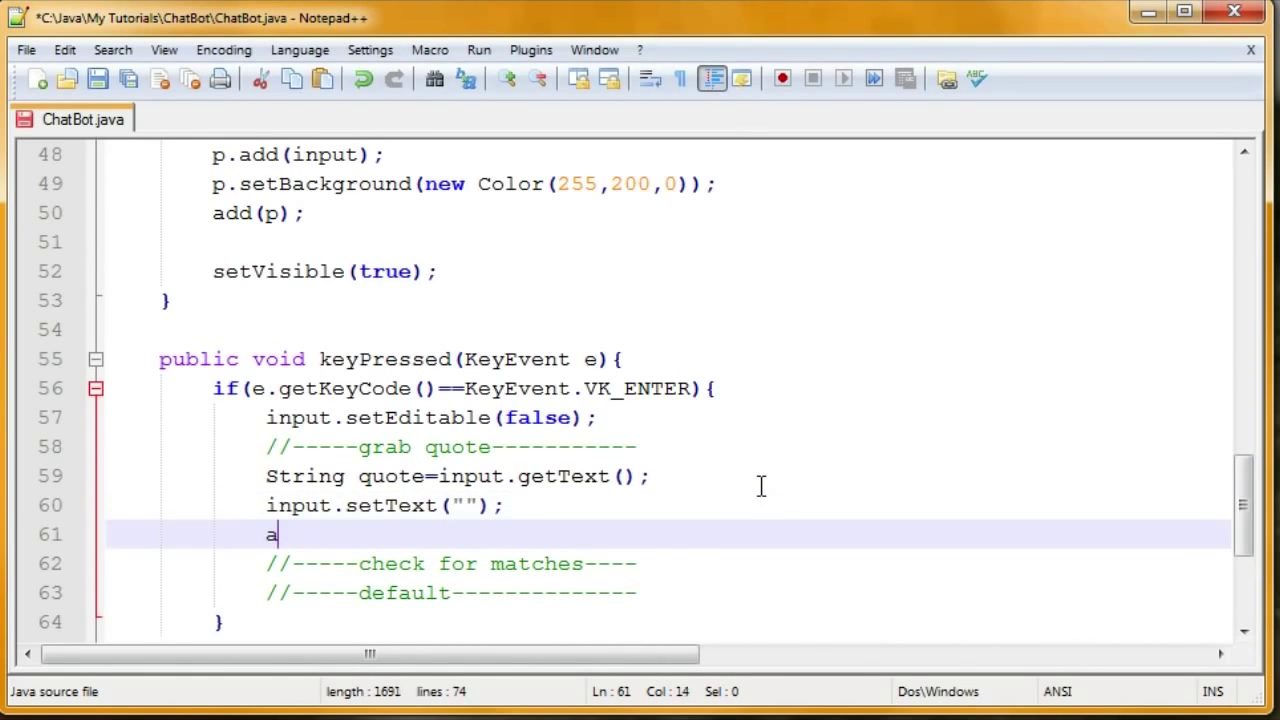 *C:\Java\My Tutorials\ChatBot\ChatBot.java - Notepad++
File Edit Search View Encoding Language Settings Macro Run Plugins Window ? X
ABC
ChatBot.java
48 p.add(input);
49 p.setBackground(new Color(255,200,0));
50 add(p);
51
52 setVisible(true);
53 }
54
55 public void keyPressed(KeyEvent e){
56 if(e.getKeyCode()==KeyEvent.VK_ENTER){
57 input.setEditable(false);
58 //-----grab quote-----------
59 String quote=input.getText();
60 input.setText("");
61 a
62 //-----check for matches----
63 //-----default--------------
64 }
Java source file length : 1691 lines : 74 Ln : 61 Col : 14 Sel : 0 Dos\Windows ANSI INS